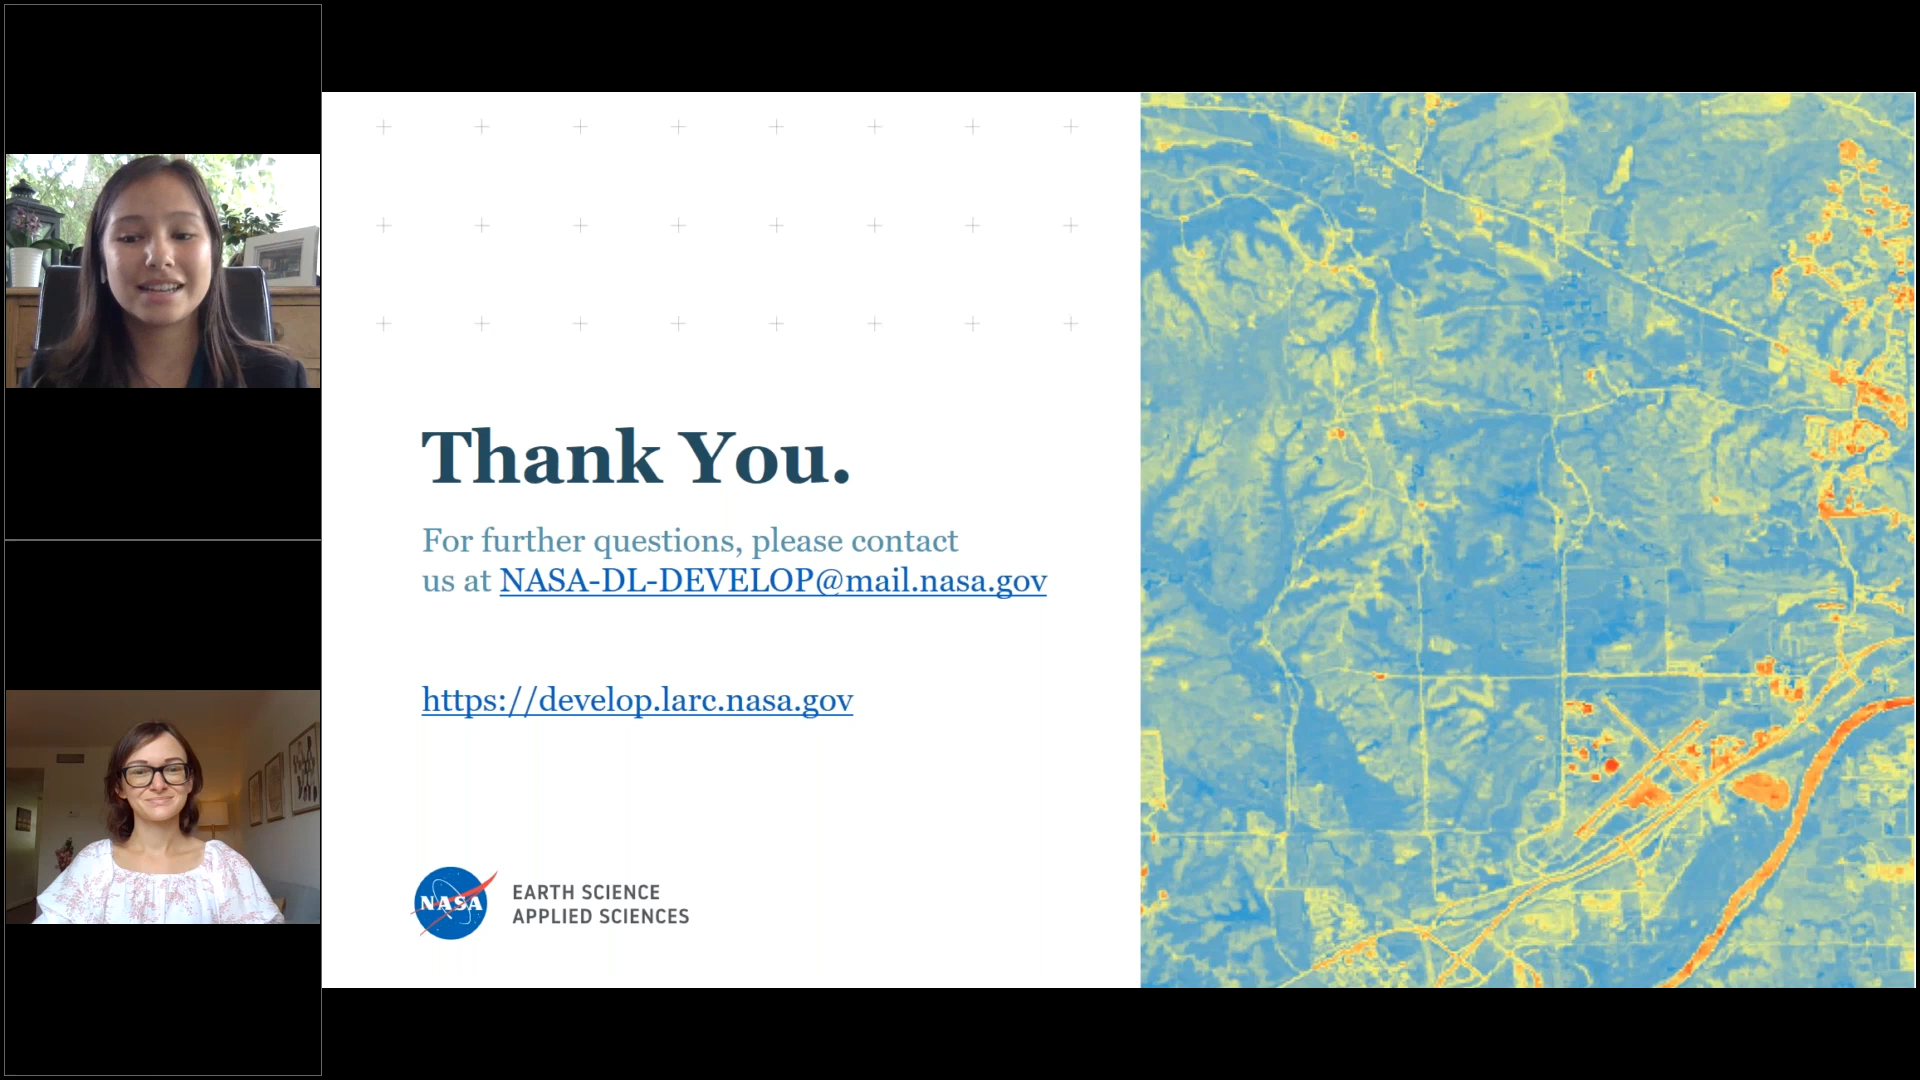 Thank You.
For further questions, please contact
us at NASA-DL-DEVELOP@mail.nasa.gov
https://develop.larc.nasa.gov
NASA
EARTH SCIENCE
APPLIED SCIENCES